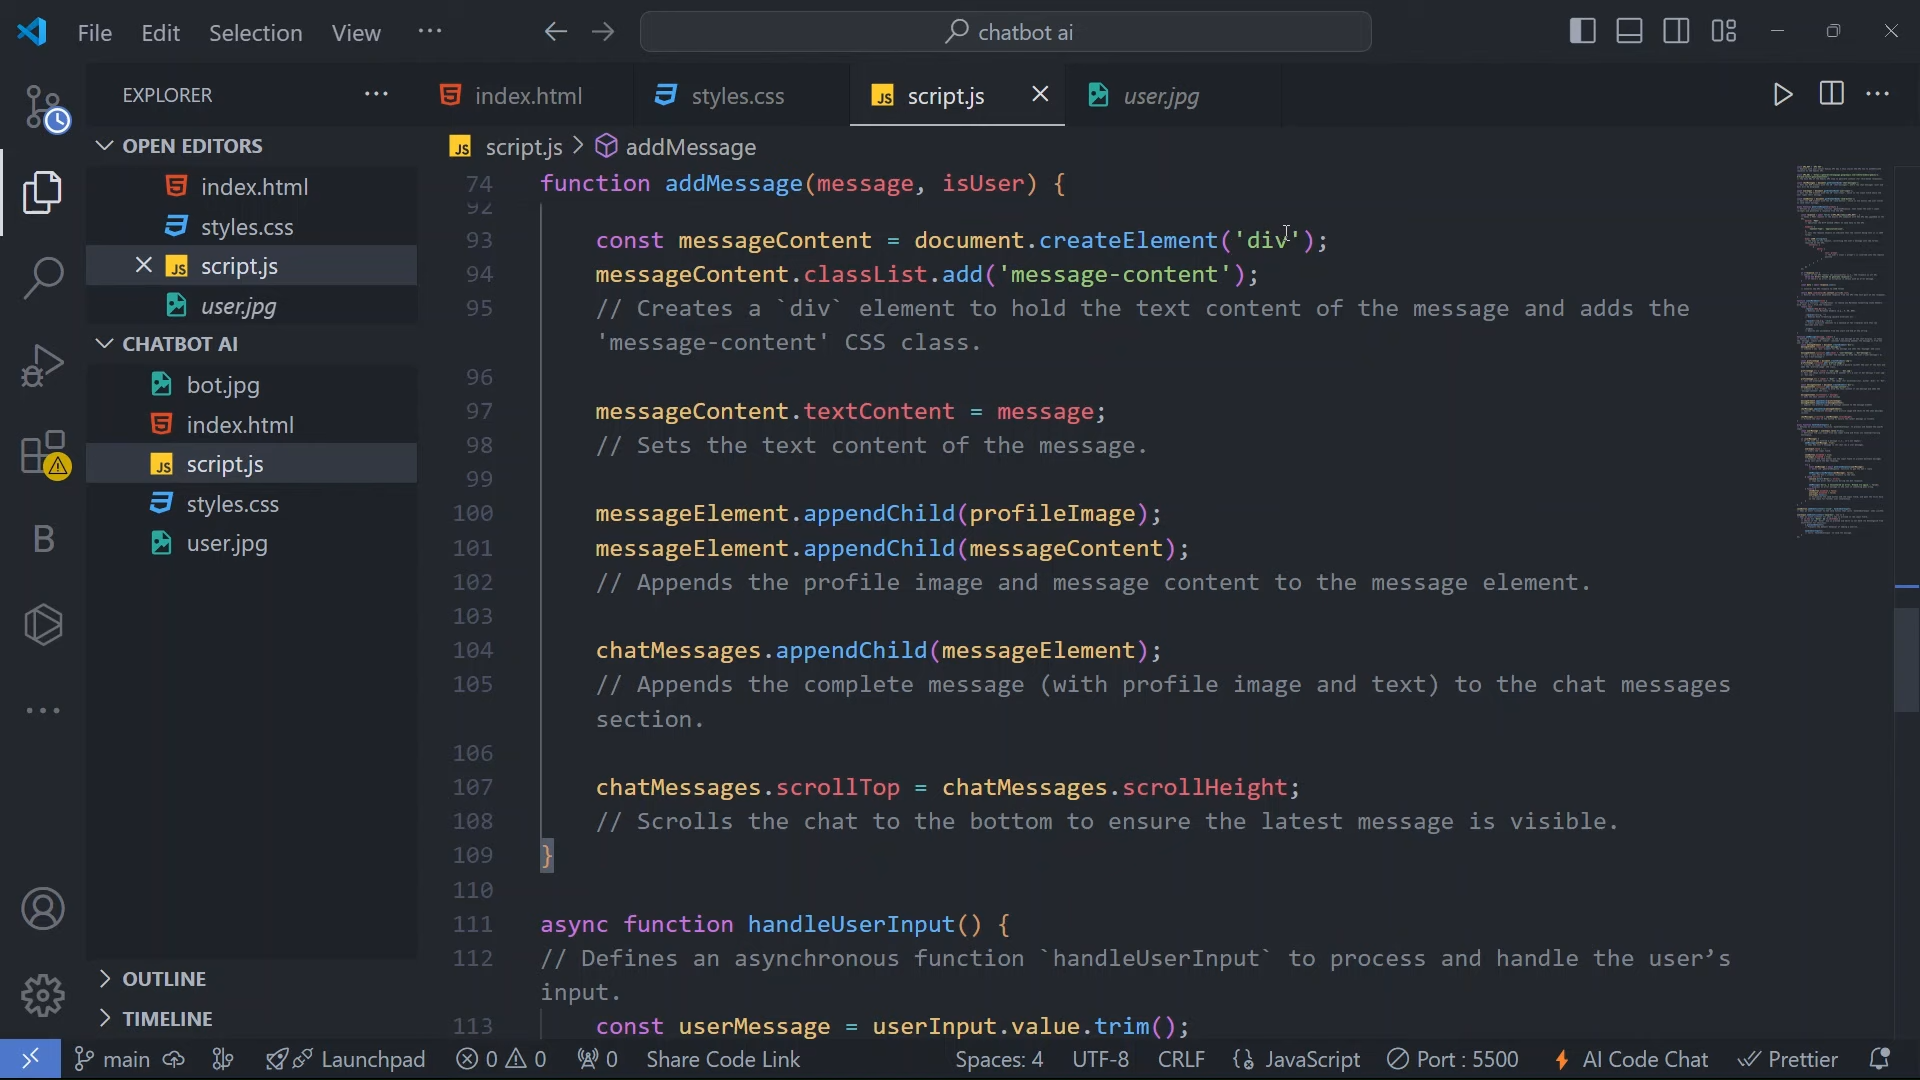 File Edit Selection View ··· chatbot ai
EXPLORER ··· index.html styles.css JS script.js user.jpg ···
OPEN EDITORS
index.html
styles.css
JS script.js
user.jpg
CHATBOT AI
bot.jpg
index.html
JS script.js
styles.css
user.jpg
B
OUTLINE
TIMELINE
JS script.js > addMessage
74 function addMessage(message, isUser) {
92
93 const messageContent = document.createElement('div');
94 messageContent.classList.add('message-content');
95 // Creates a `div` element to hold the text content of the message and adds the
'message-content' CSS class.
96
97 messageContent.textContent = message;
98 // Sets the text content of the message.
99
100 messageElement.appendChild(profileImage);
101 messageElement.appendChild(messageContent);
102 // Appends the profile image and message content to the message element.
103
104 chatMessages.appendChild(messageElement);
105 // Appends the complete message (with profile image and text) to the chat messages
section.
106
107 chatMessages.scrollTop = chatMessages.scrollHeight;
108 // Scrolls the chat to the bottom to ensure the latest message is visible.
109 }
110
111 async function handleUserInput() {
112 // Defines an asynchronous function `handleUserInput` to process and handle the user’s
input.
113 const userMessage = userInput.value.trim();
main Launchpad 0 0 0 Share Code Link Spaces: 4 UTF-8 CRLF {} JavaScript Port : 5500 AI Code Chat Prettier